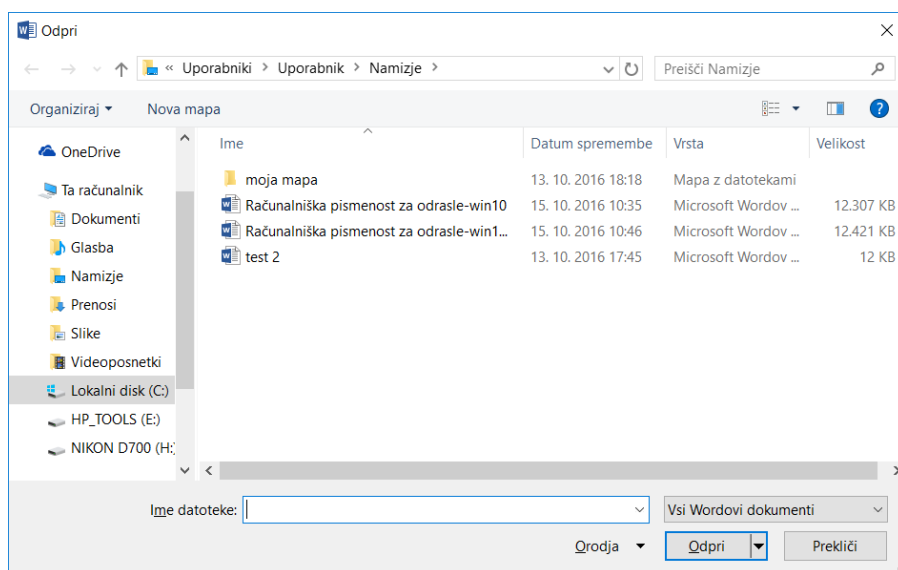 Odpri
« Uporabniki > Uporabnik > Namizje >
Preišči Namizje
Organiziraj
Nova mapa
OneDrive
Ta računalnik
Dokumenti
Glasba
Namizje
Prenosi
Slike
Videoposnetki
Lokalni disk (C:)
HP_TOOLS (E:)
NIKON D700 (H:
Ime Datum spremembe Vrsta Velikost
moja mapa 13. 10. 2016 18:18 Mapa z datotekami
Računalniška pismenost za odrasle-win10 15. 10. 2016 10:35 Microsoft Wordov ... 12.307 KB
Računalniška pismenost za odrasle-win1... 15. 10. 2016 10:46 Microsoft Wordov ... 12.421 KB
test 2 13. 10. 2016 17:45 Microsoft Wordov ... 12 KB
Ime datoteke:
Vsi Wordovi dokumenti
Orodja
Odpri
Prekliči